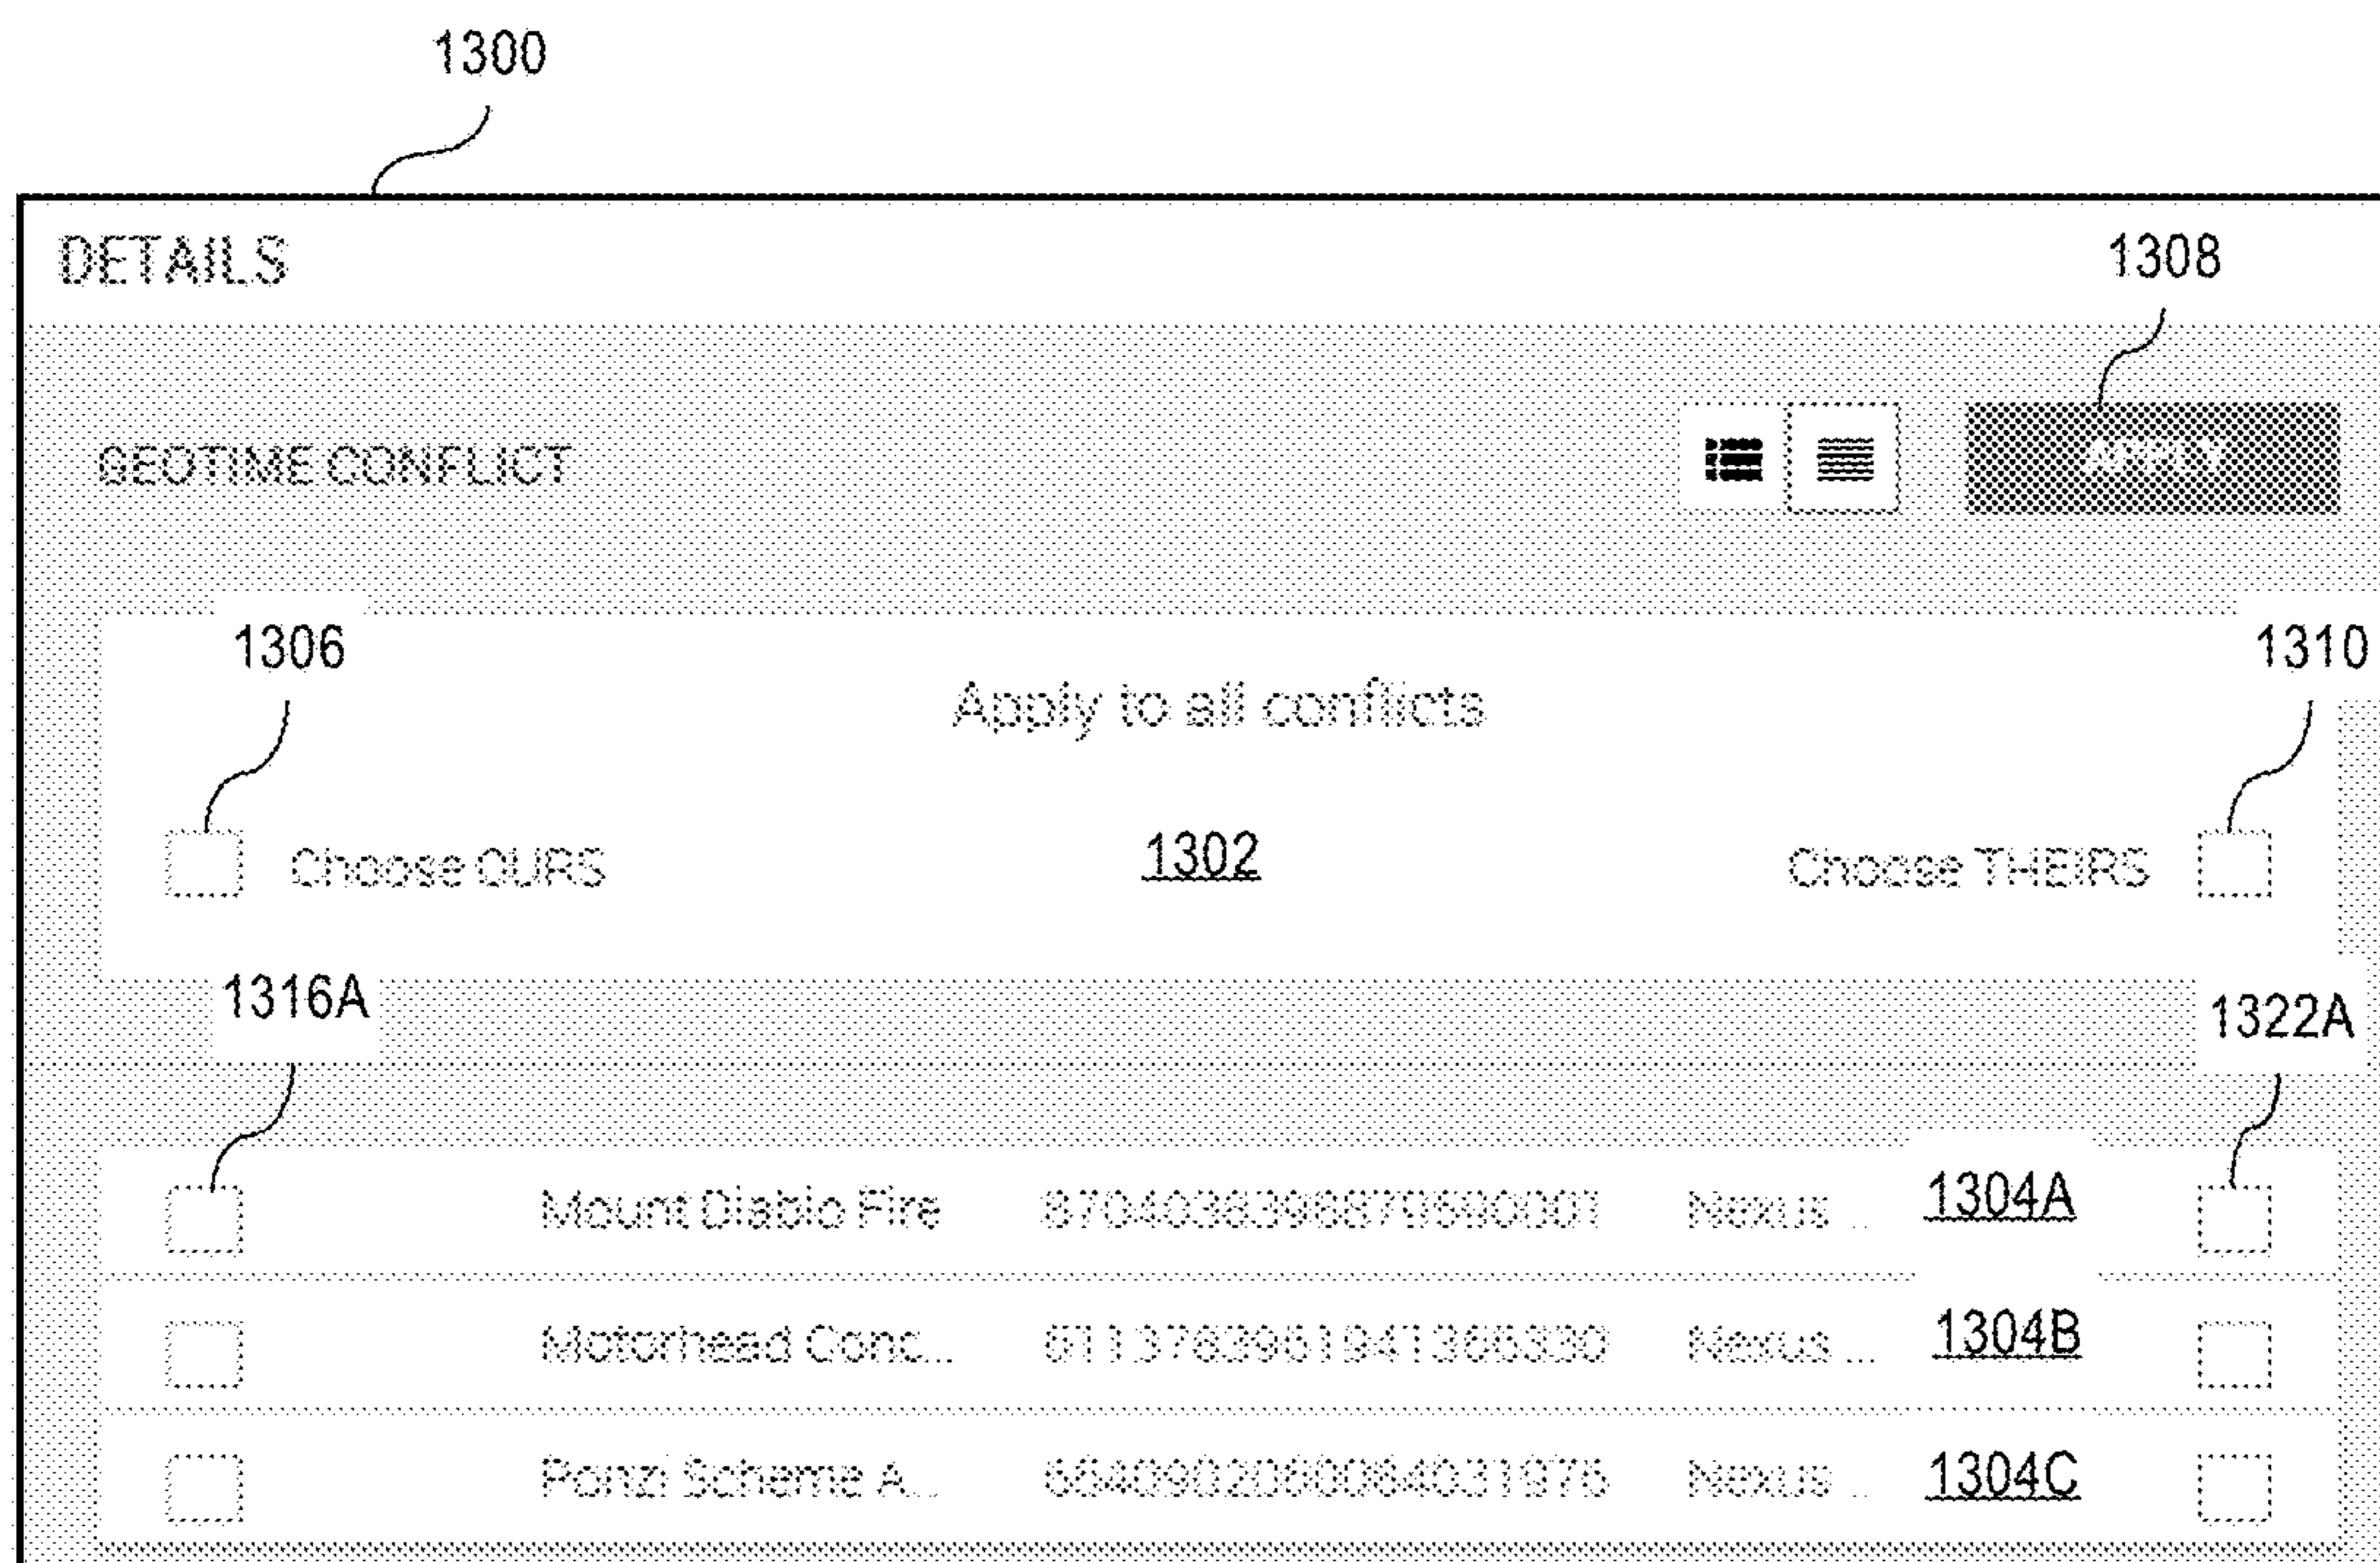 1300
DETAILS
1308
GEOTIME CONFLICT
APPLY
1306
1310
Apply to all conflicts
Choose OURS
1302
Choose THEIRS
1316A
1322A
Mount Diablo Fire Nexus ... 1304A
Motorhead Conc... Nexus ... 1304B
Ponzi Scheme A... Nexus ... 1304C